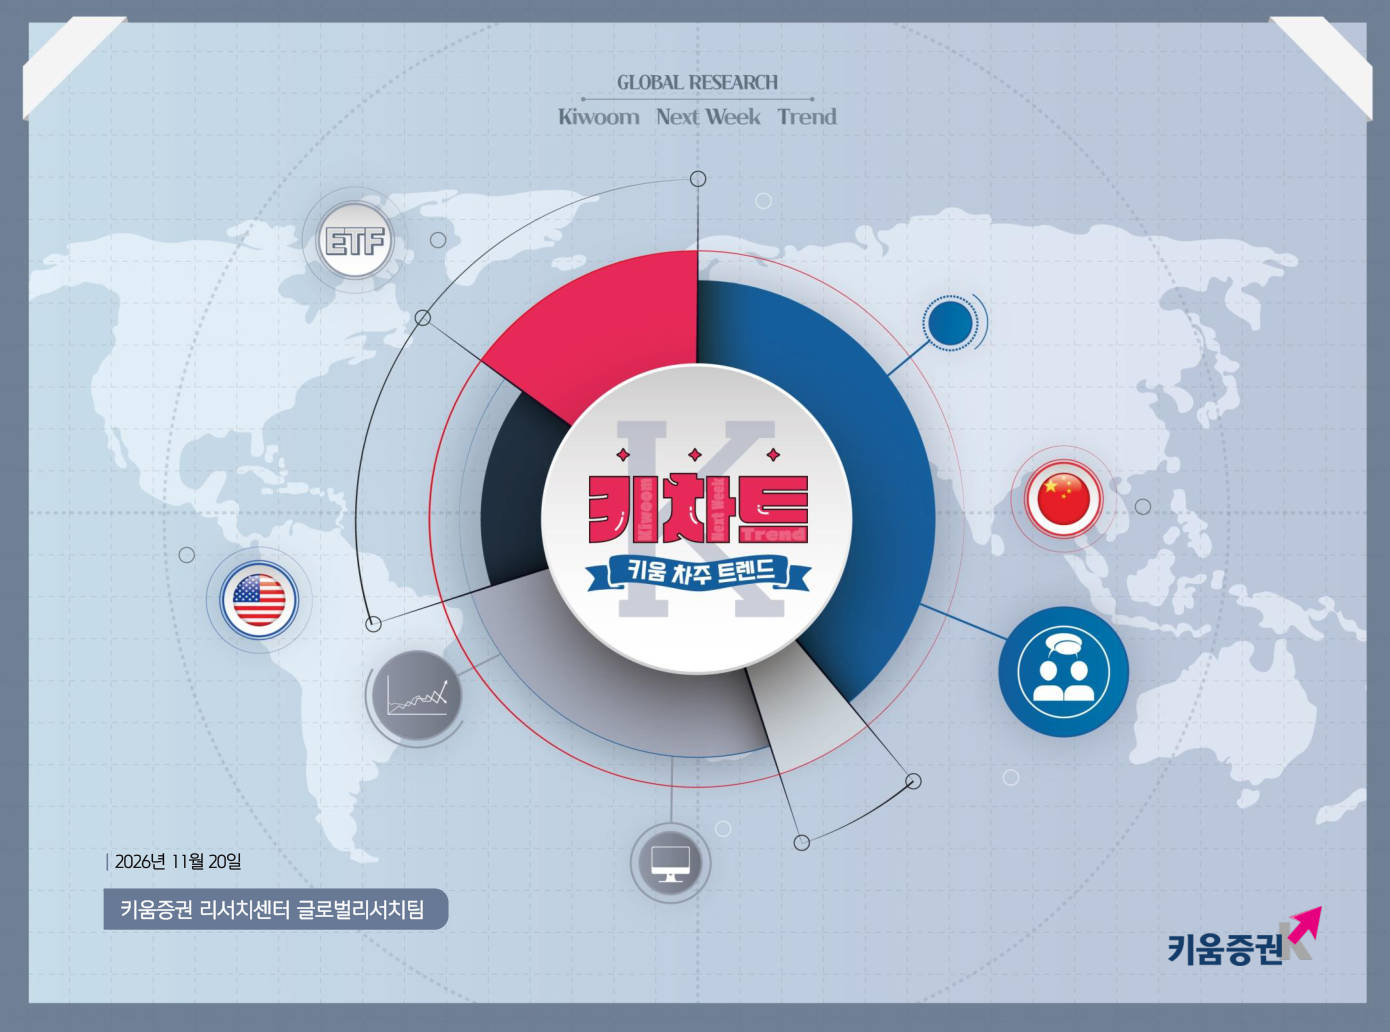 GLOBAL RESEARCH
Kiwoom Next Week Trend
ETF
키차트
Kiwoom
Next Week
Trend
키움 차주 트렌드
2026년 11월 20일
키움증권 리서치센터 글로벌리서치팀
키움증권